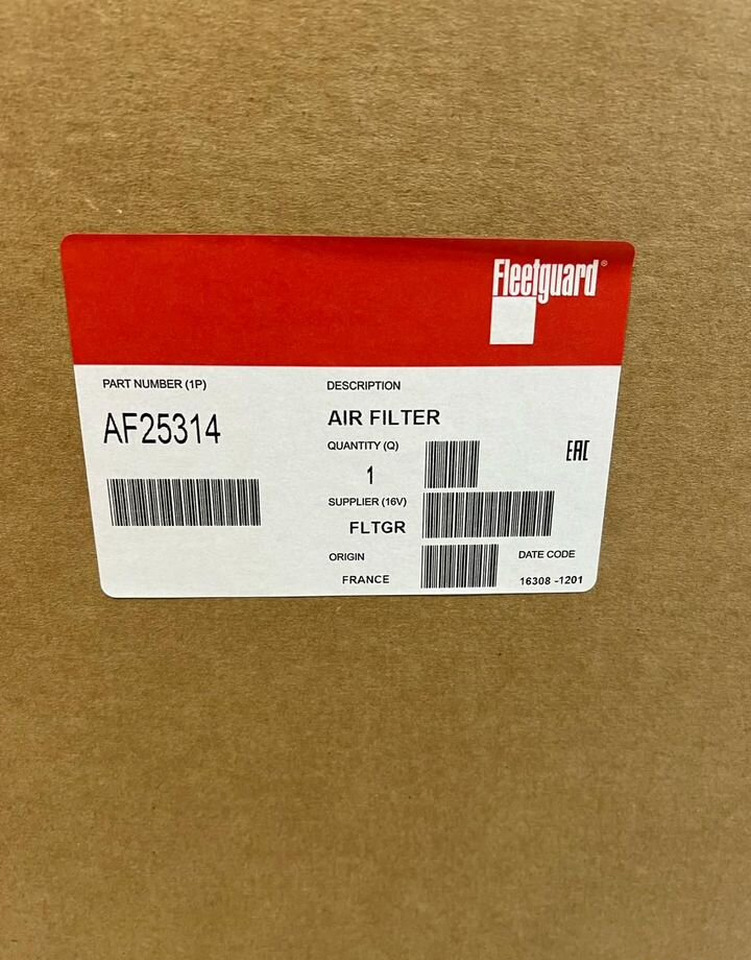 Fleetguard®
PART NUMBER (1P)
AF25314
DESCRIPTION
AIR FILTER
QUANTITY (Q)
1
SUPPLIER (16V)
FLTGR
ORIGIN
FRANCE
EAC
DATE CODE
16308 -1201